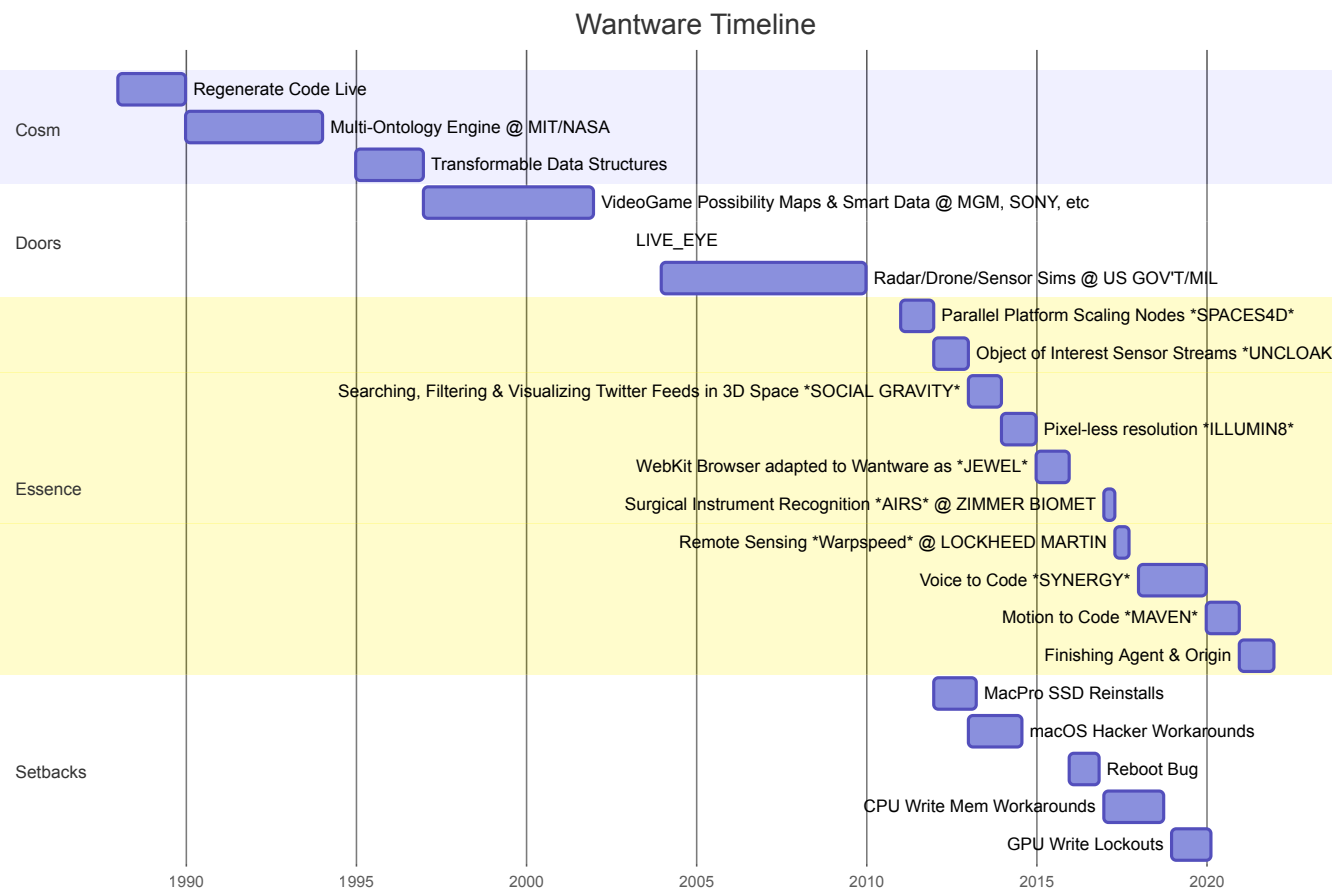 Wantware Timeline
Cosm
Regenerate Code Live
Multi-Ontology Engine @ MIT/NASA
Transformable Data Structures
Doors
VideoGame Possibility Maps & Smart Data @ MGM, SONY, etc
LIVE_EYE
Radar/Drone/Sensor Sims @ US GOV'T/MIL
Essence
Parallel Platform Scaling Nodes *SPACES4D*
Object of Interest Sensor Streams *UNCLOAK
Searching, Filtering & Visualizing Twitter Feeds in 3D Space *SOCIAL GRAVITY*
Pixel-less resolution *ILLUMIN8*
WebKit Browser adapted to Wantware as *JEWEL*
Surgical Instrument Recognition *AIRS* @ ZIMMER BIOMET
Remote Sensing *Warpspeed* @ LOCKHEED MARTIN
Voice to Code *SYNERGY*
Motion to Code *MAVEN*
Finishing Agent & Origin
Setbacks
MacPro SSD Reinstalls
macOS Hacker Workarounds
Reboot Bug
CPU Write Mem Workarounds
GPU Write Lockouts
1990 1995 2000 2005 2010 2015 2020